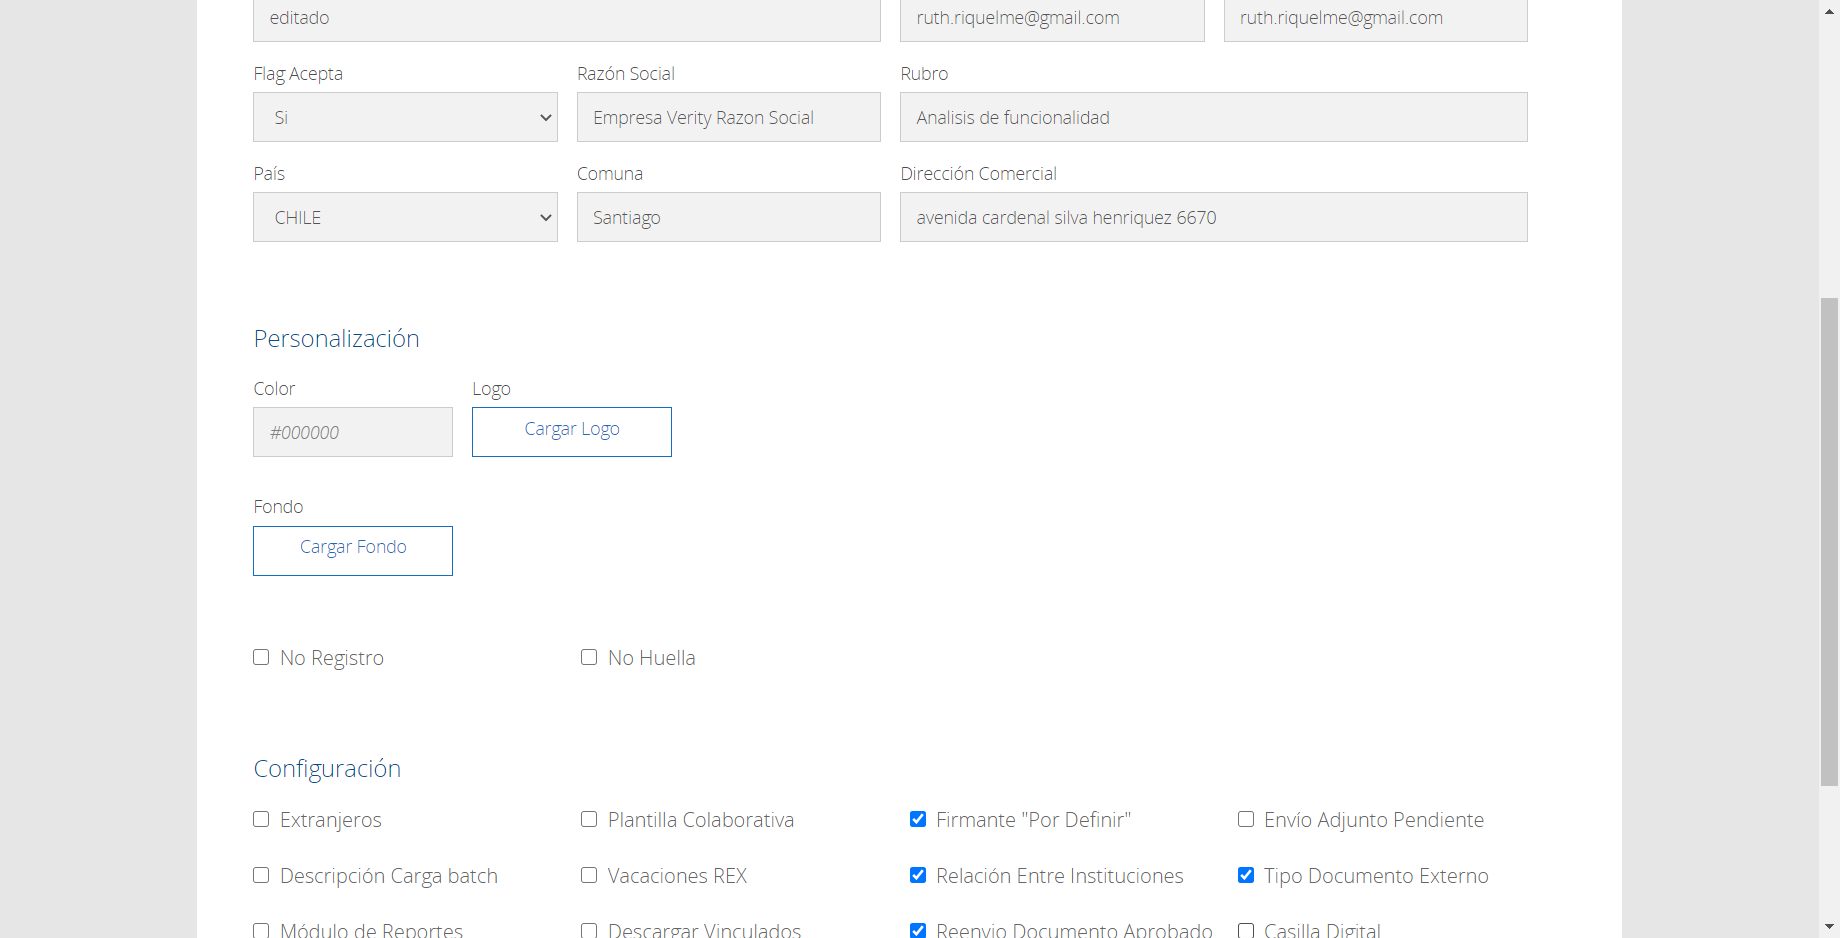 editado
ruth.riquelme@gmail.com
ruth.riquelme@gmail.com
Flag Acepta
Razón Social
Rubro
Si
Empresa Verity Razon Social
Analisis de funcionalidad
País
Comuna
Dirección Comercial
CHILE
Santiago
avenida cardenal silva henriquez 6670
Personalización
Color
Logo
#000000
Cargar Logo
Fondo
Cargar Fondo
No Registro
No Huella
Configuración
Extranjeros
Plantilla Colaborativa
Firmante "Por Definir"
Envío Adjunto Pendiente
Descripción Carga batch
Vacaciones REX
Relación Entre Instituciones
Tipo Documento Externo
Módulo de Reportes
Descargar Vinculados
Reenvio Documento Aprobado
Casilla Digital